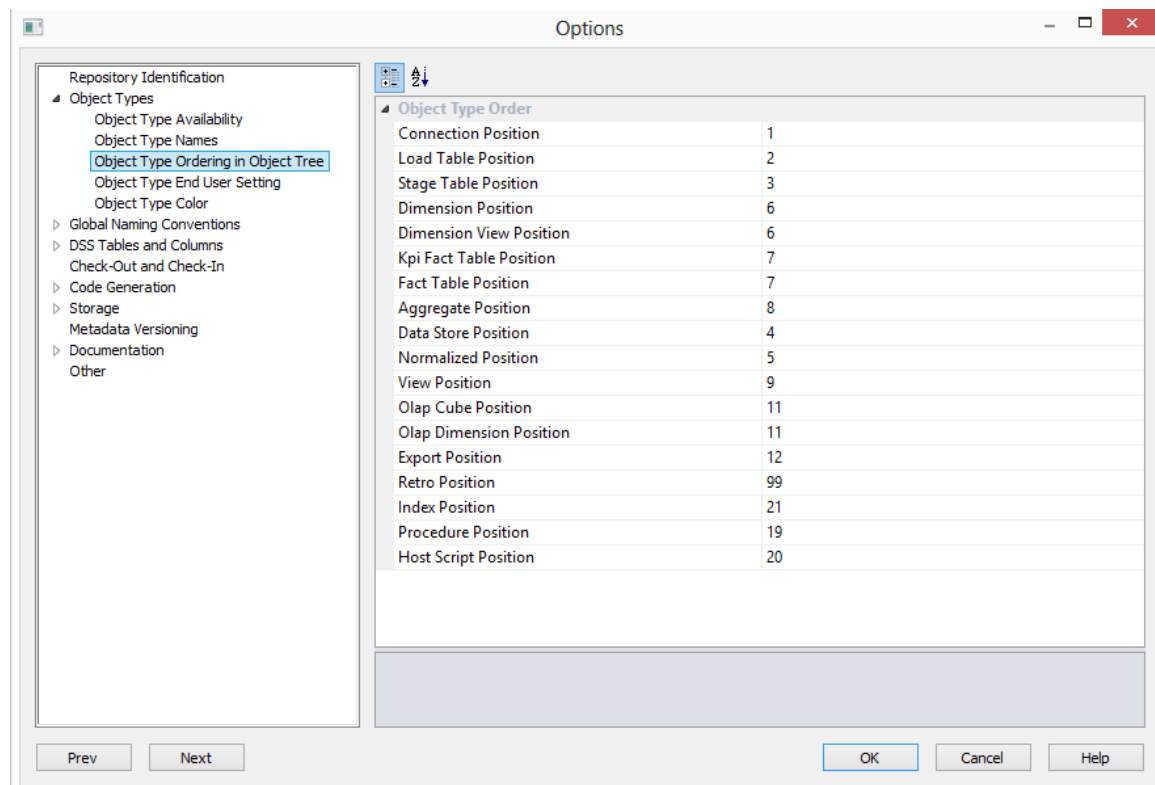 Options
Repository Identification
Object Types
Object Type Availability
Object Type Names
Object Type Ordering in Object Tree
Object Type End User Setting
Object Type Color
Global Naming Conventions
DSS Tables and Columns
Check-Out and Check-In
Code Generation
Storage
Metadata Versioning
Documentation
Other
Object Type Order
Connection Position 1
Load Table Position 2
Stage Table Position 3
Dimension Position 6
Dimension View Position 6
Kpi Fact Table Position 7
Fact Table Position 7
Aggregate Position 8
Data Store Position 4
Normalized Position 5
View Position 9
Olap Cube Position 11
Olap Dimension Position 11
Export Position 12
Retro Position 99
Index Position 21
Procedure Position 19
Host Script Position 20
Prev Next OK Cancel Help